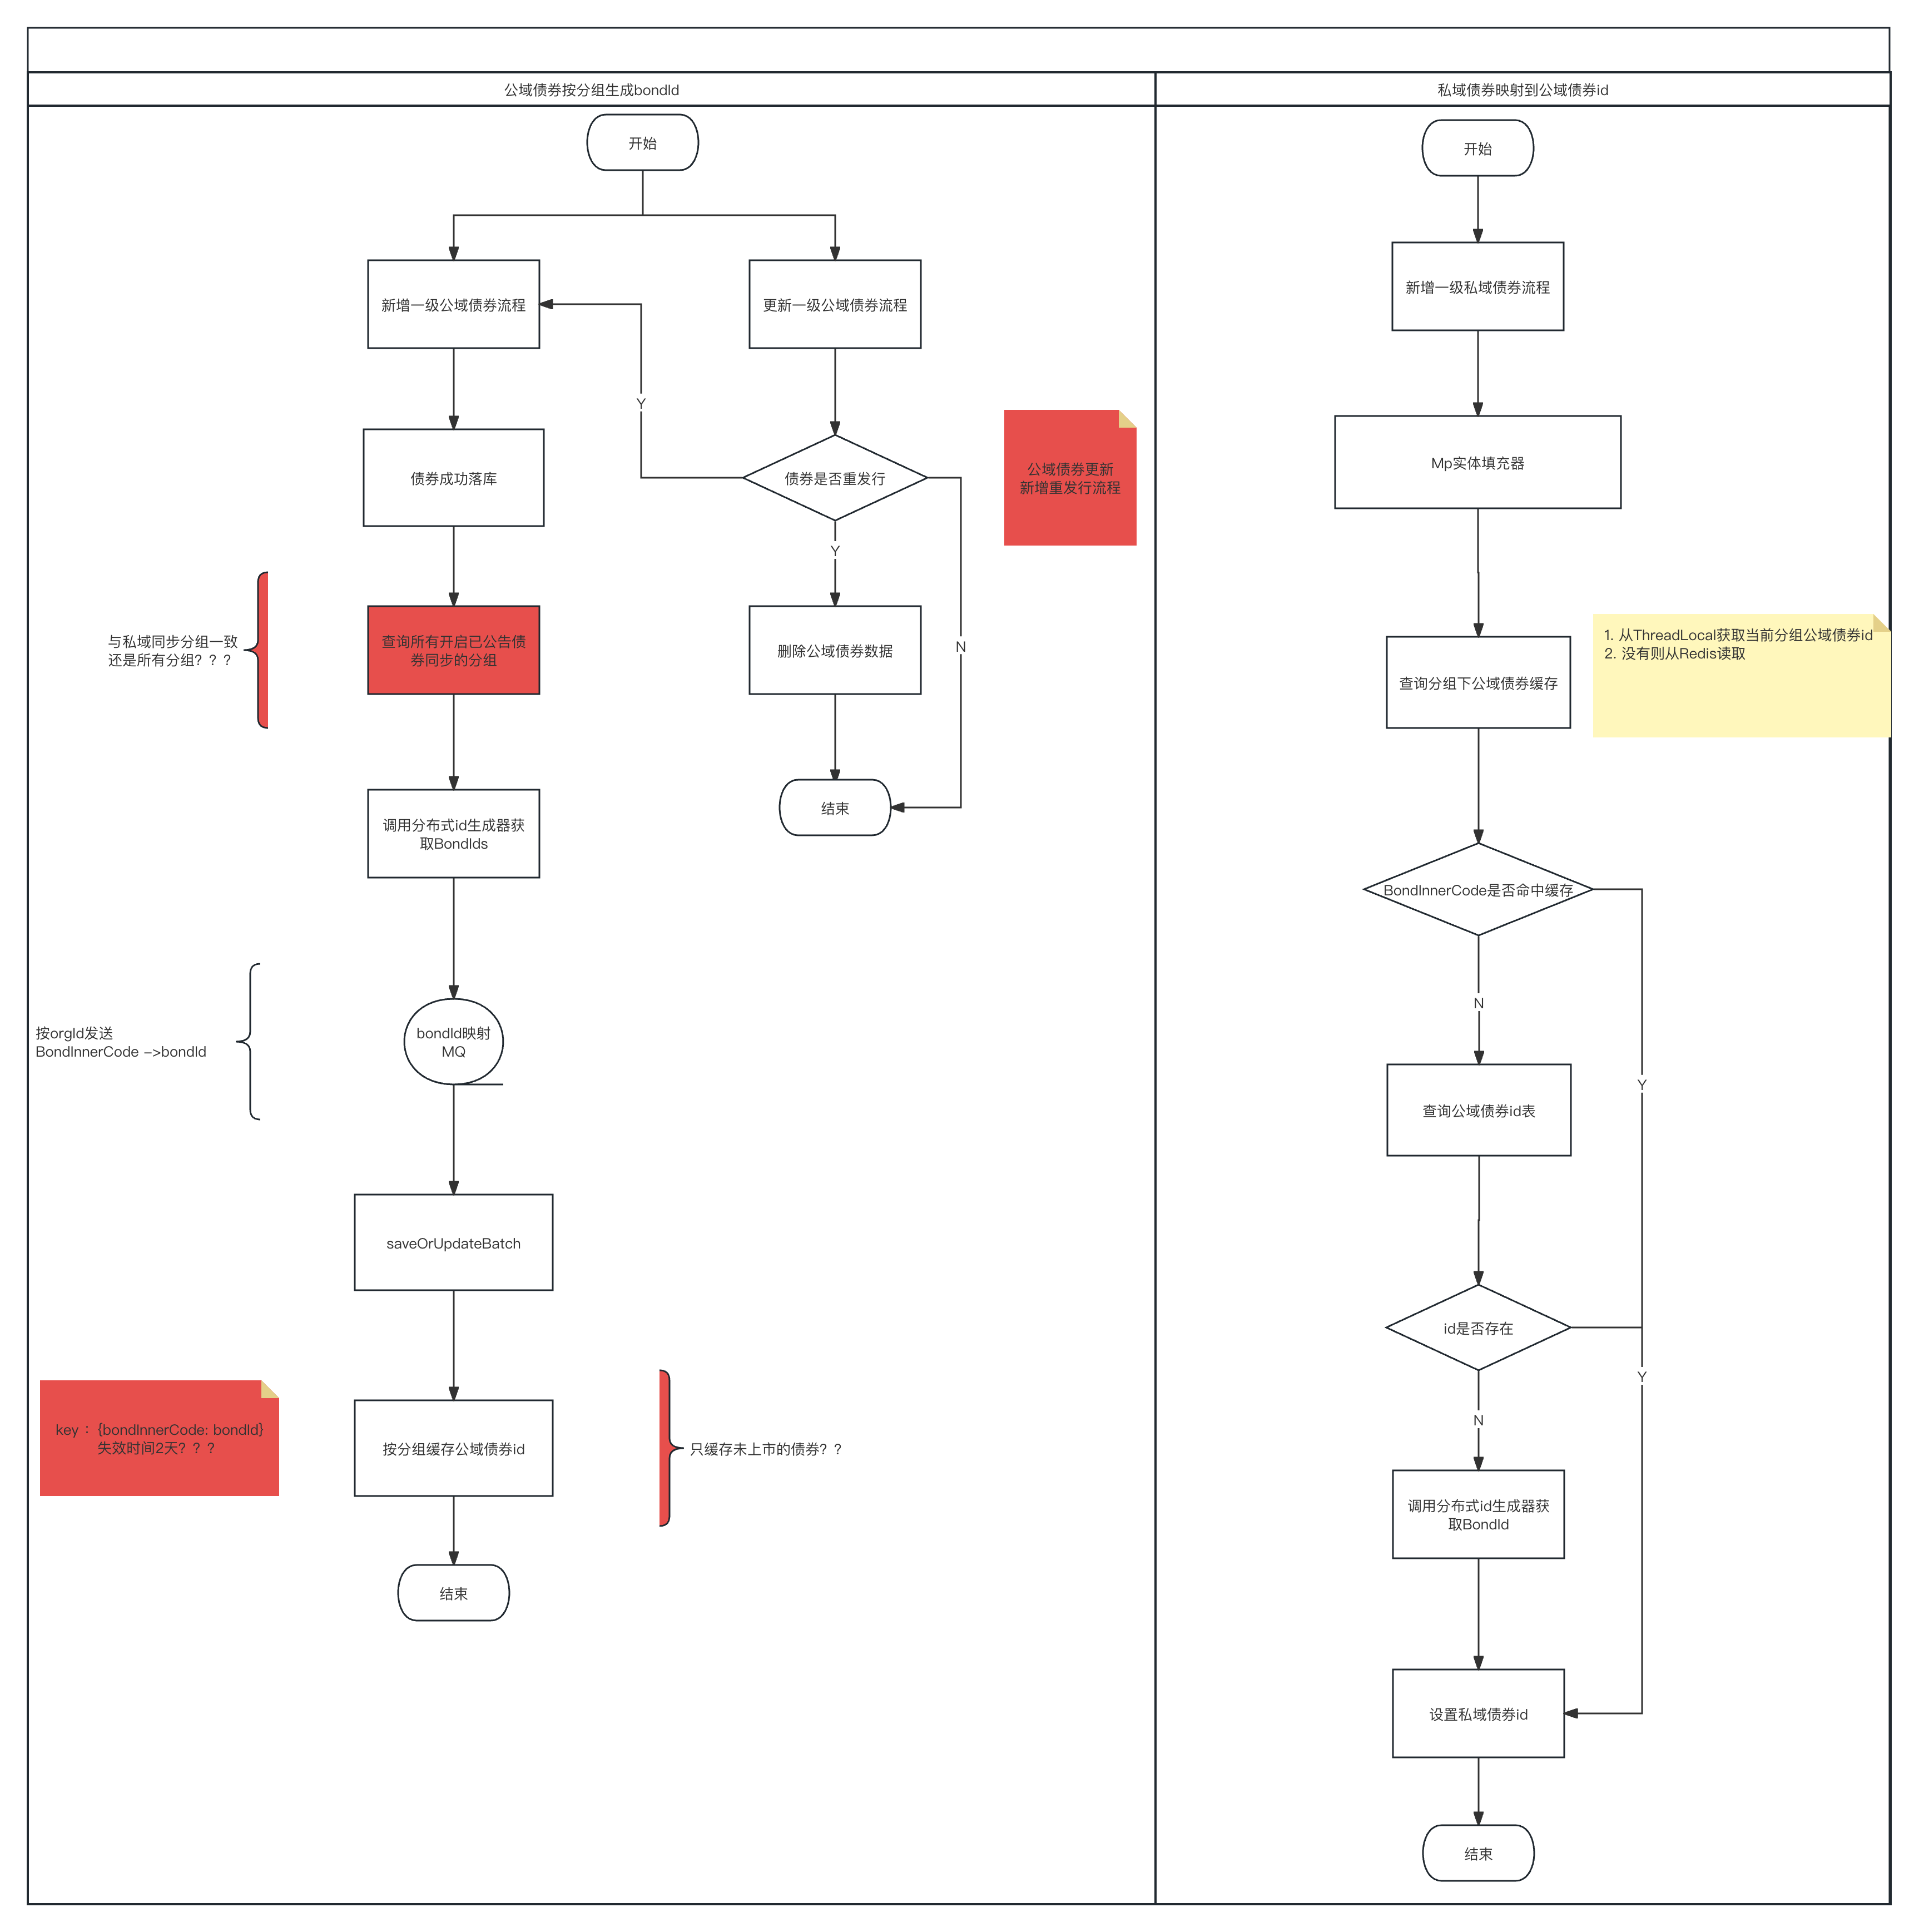 公域债券按分组生成bondId
开始
新增一级公域债券流程
更新一级公域债券流程
Y
债券成功落库
债券是否重发行
公域债券更新
新增重发行流程
Y
与私域同步分组一致
还是所有分组？？？
查询所有开启已公告债
券同步的分组
删除公域债券数据
N
调用分布式id生成器获
取BondIds
结束
按orgId发送
BondInnerCode ->bondId
bondId映射
MQ
saveOrUpdateBatch
key：{bondInnerCode: bondId}
失效时间2天？？？
按分组缓存公域债券id
只缓存未上市的债券？？
结束
私域债券映射到公域债券id
开始
新增一级私域债券流程
Mp实体填充器
1. 从ThreadLocal获取当前分组公域债券id
2. 没有则从Redis读取
查询分组下公域债券缓存
BondInnerCode是否命中缓存
N
Y
查询公域债券id表
id是否存在
Y
N
调用分布式id生成器获
取BondId
设置私域债券id
结束